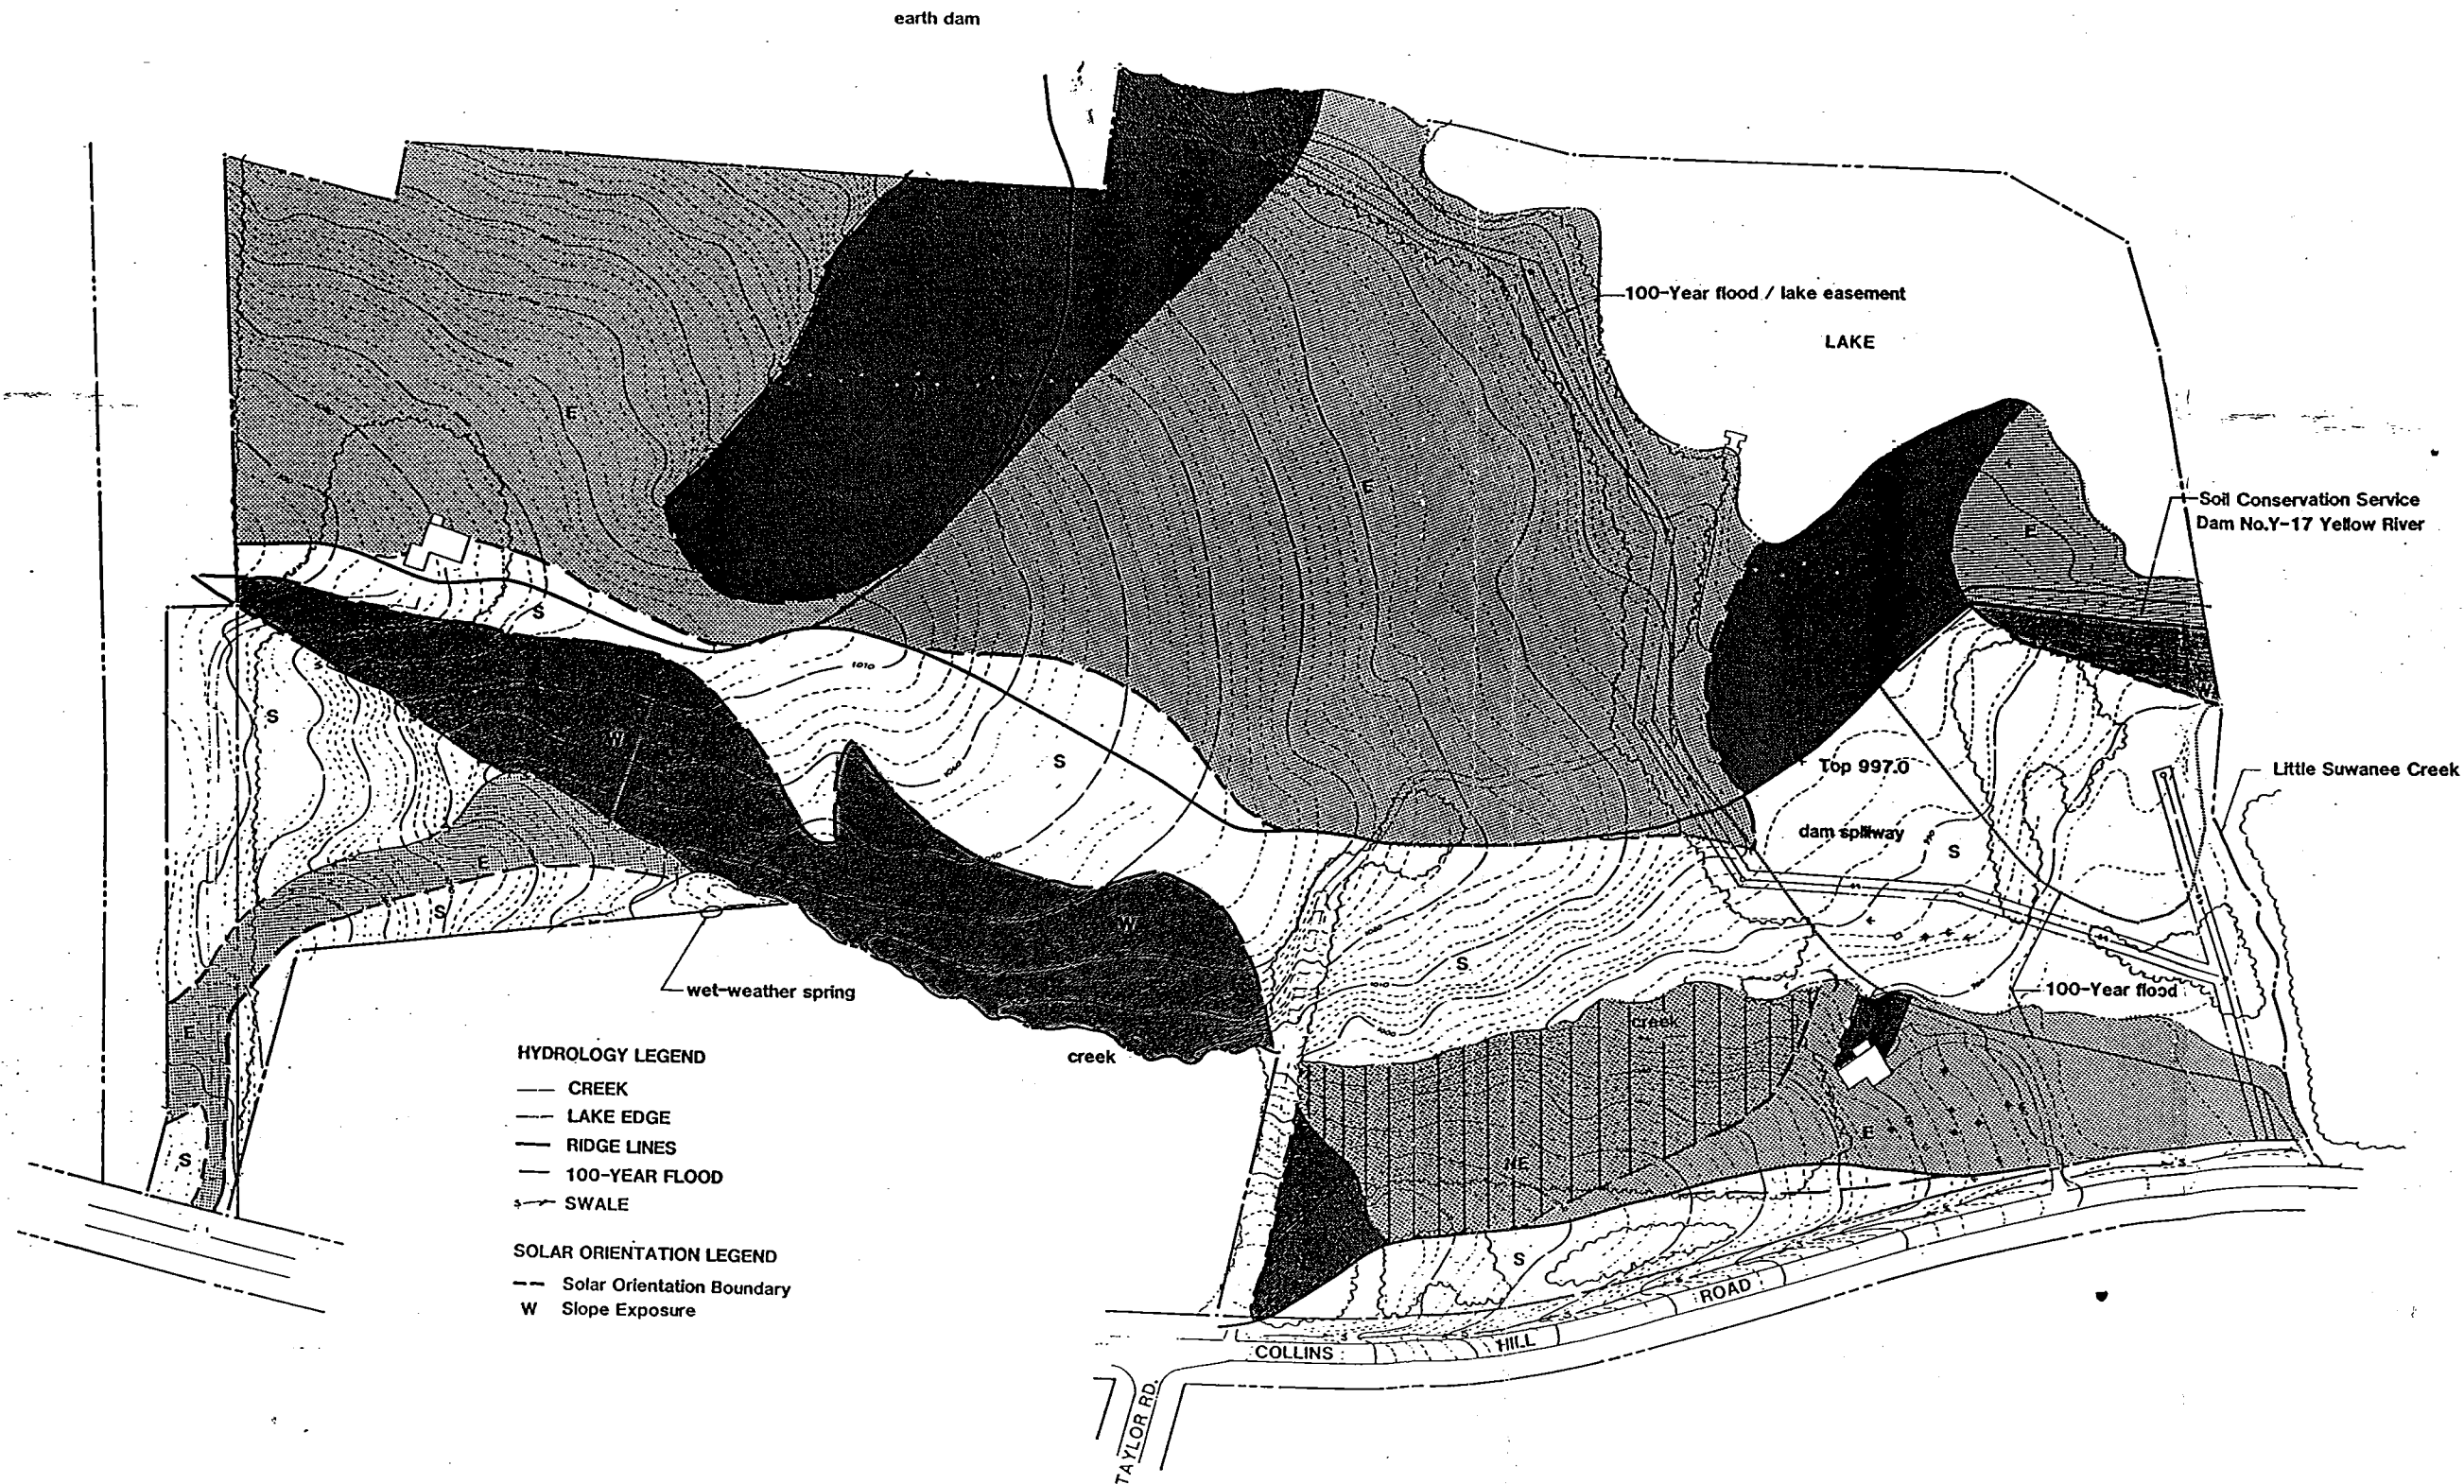 earth dam
100-Year flood / lake easement
LAKE
E
E
E
Soil Conservation Service
Dam No.Y-17 Yellow River
S
1010
S
W
S
Top 997.0
Little Suwanee Creek
dam spillway
S
E
S
W
S
wet-weather spring
100-Year flood
creek
creek
E
E
NE
S
S
HYDROLOGY LEGEND
CREEK
LAKE EDGE
RIDGE LINES
100-YEAR FLOOD
S SWALE
SOLAR ORIENTATION LEGEND
Solar Orientation Boundary
W Slope Exposure
COLLINS HILL ROAD
TAYLOR RD.